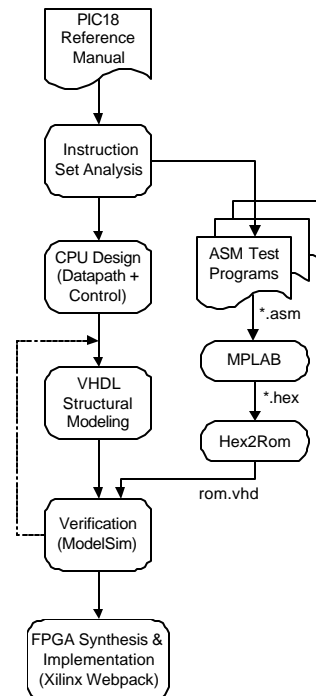 PIC18
Reference
Manual
Instruction
Set Analysis
CPU Design
(Datapath +
Control)
ASM Test
Programs
*.asm
MPLAB
*.hex
VHDL
Structural
Modeling
Hex2Rom
rom.vhd
Verification
(ModelSim)
FPGA Synthesis &
Implementation
(Xilinx Webpack)